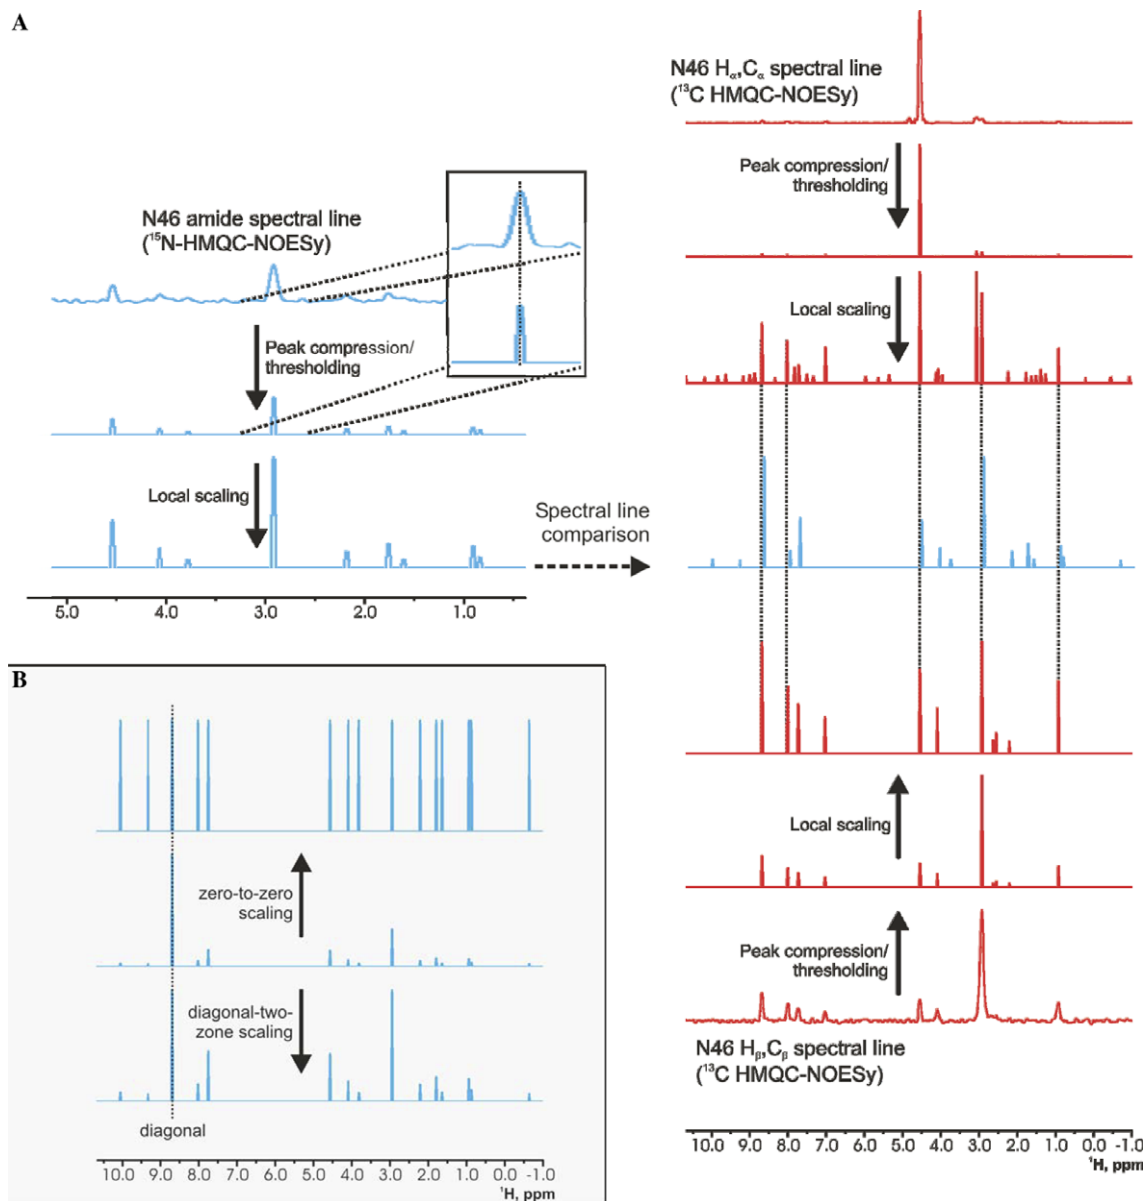 A
N46 amide spectral line
(¹⁵N-HMQC-NOESy)
Peak compression/
thresholding
Local scaling
5.0 4.0 3.0 2.0 1.0
Spectral line
comparison
N46 Hα,Cα spectral line
(¹³C HMQC-NOESy)
Peak compression/
thresholding
Local scaling
Local scaling
Peak compression/
thresholding
N46 Hβ,Cβ spectral line
(¹³C HMQC-NOESy)
10.0 9.0 8.0 7.0 6.0 5.0 4.0 3.0 2.0 1.0 0.0 -1.0
¹H, ppm
B
zero-to-zero
scaling
diagonal-two-
zone scaling
diagonal
10.0 9.0 8.0 7.0 6.0 5.0 4.0 3.0 2.0 1.0 0.0 -1.0
¹H, ppm